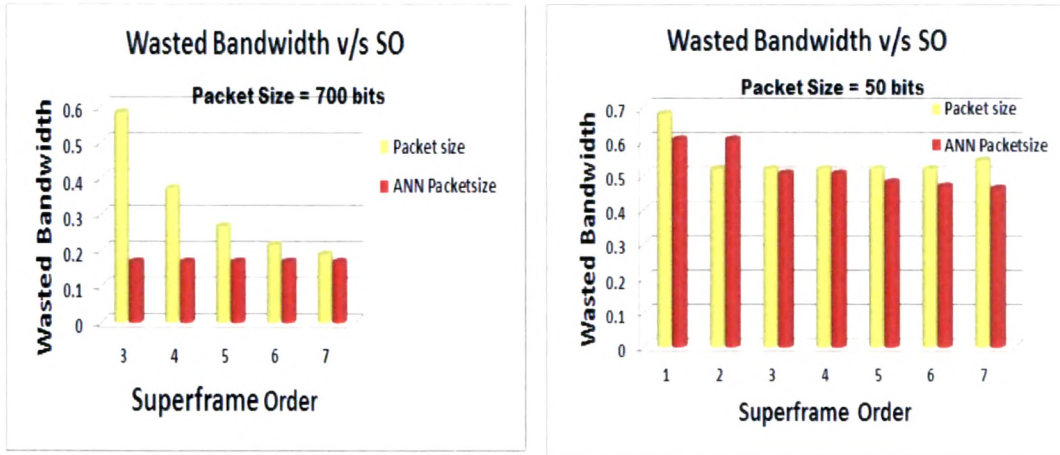 Wasted Bandwidth v/s SO
Packet Size = 700 bits
Wasted Bandwidth
0.6
0.5
0.4
0.3
0.2
0.1
0
Packet size
ANN Packetsize
3 4 5 6 7
Superframe Order
Wasted Bandwidth v/s SO
Packet Size = 50 bits
Wasted Bandwidth
0.7
0.6
0.5
0.4
0.3
0.2
0.1
0
Packet size
ANN Packetsize
1 2 3 4 5 6 7
Superframe Order